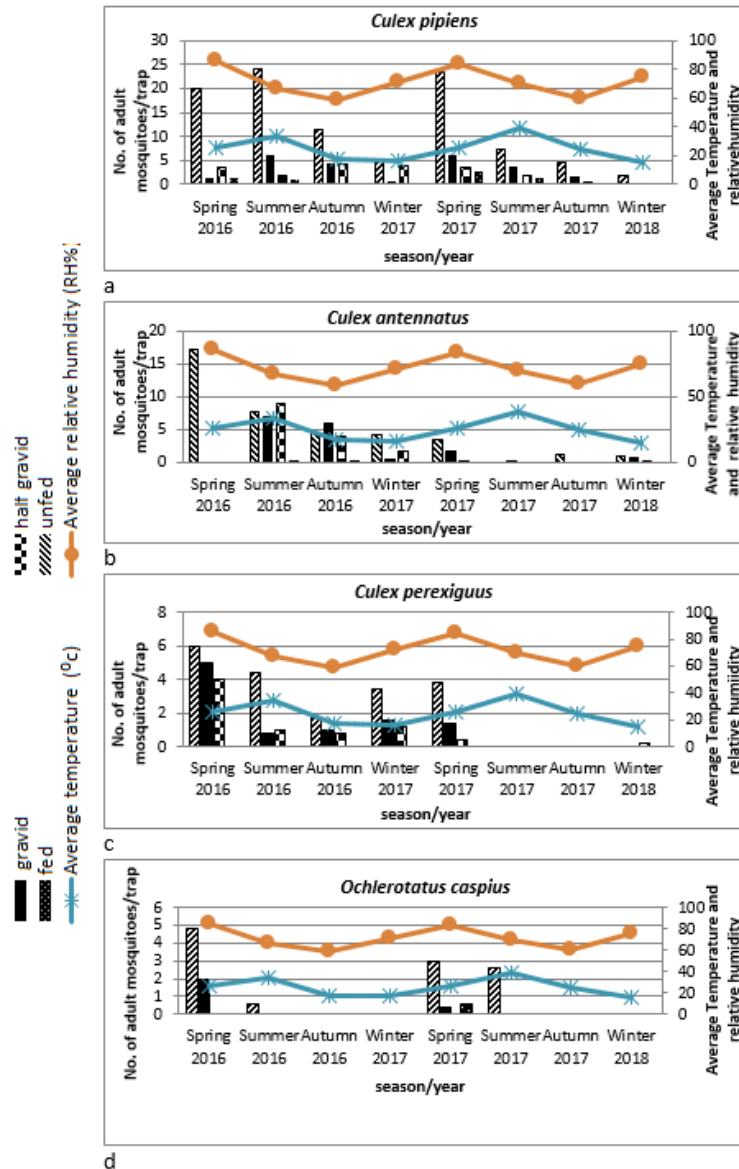 Culex pipiens
No. of adult
mosquitoes/trap
30
25
20
15
10
5
0
100
80
60
40
20
0
Average Temperature and
relativehumidity
Spring
2016
Summer
2016
Autumn
2016
Winter
2017
Spring
2017
Summer
2017
Autumn
2017
Winter
2018
season/year
a
Culex antennatus
No. of adult
mosquitoes/trap
20
15
10
5
0
100
50
0
Average Temperature
and relative humidity
Spring
2016
Summer
2016
Autumn
2016
Winter
2017
Spring
2017
Summer
2017
Autumn
2017
Winter
2018
season/year
b
Culex perexiguus
No. of adult
mosquitoes/trap
8
6
4
2
0
100
80
60
40
20
0
Average Temperature and
relative humiidity
Spring
2016
Summer
2016
Autumn
2016
Winter
2017
Spring
2017
Summer
2017
Autumn
2017
Winter
2018
season/year
c
Ochlerotatus caspius
No. of adult mosquitoes/trap
6
5
4
3
2
1
0
100
80
60
40
20
0
Average Temperature and
relative humidity
Spring
2016
Summer
2016
Autumn
2016
Winter
2017
Spring
2017
Summer
2017
Autumn
2017
Winter
2018
season/year
d
half gravid
unfed
Average relative humidity (RH%)
gravid
fed
Average temperature (⁰c)